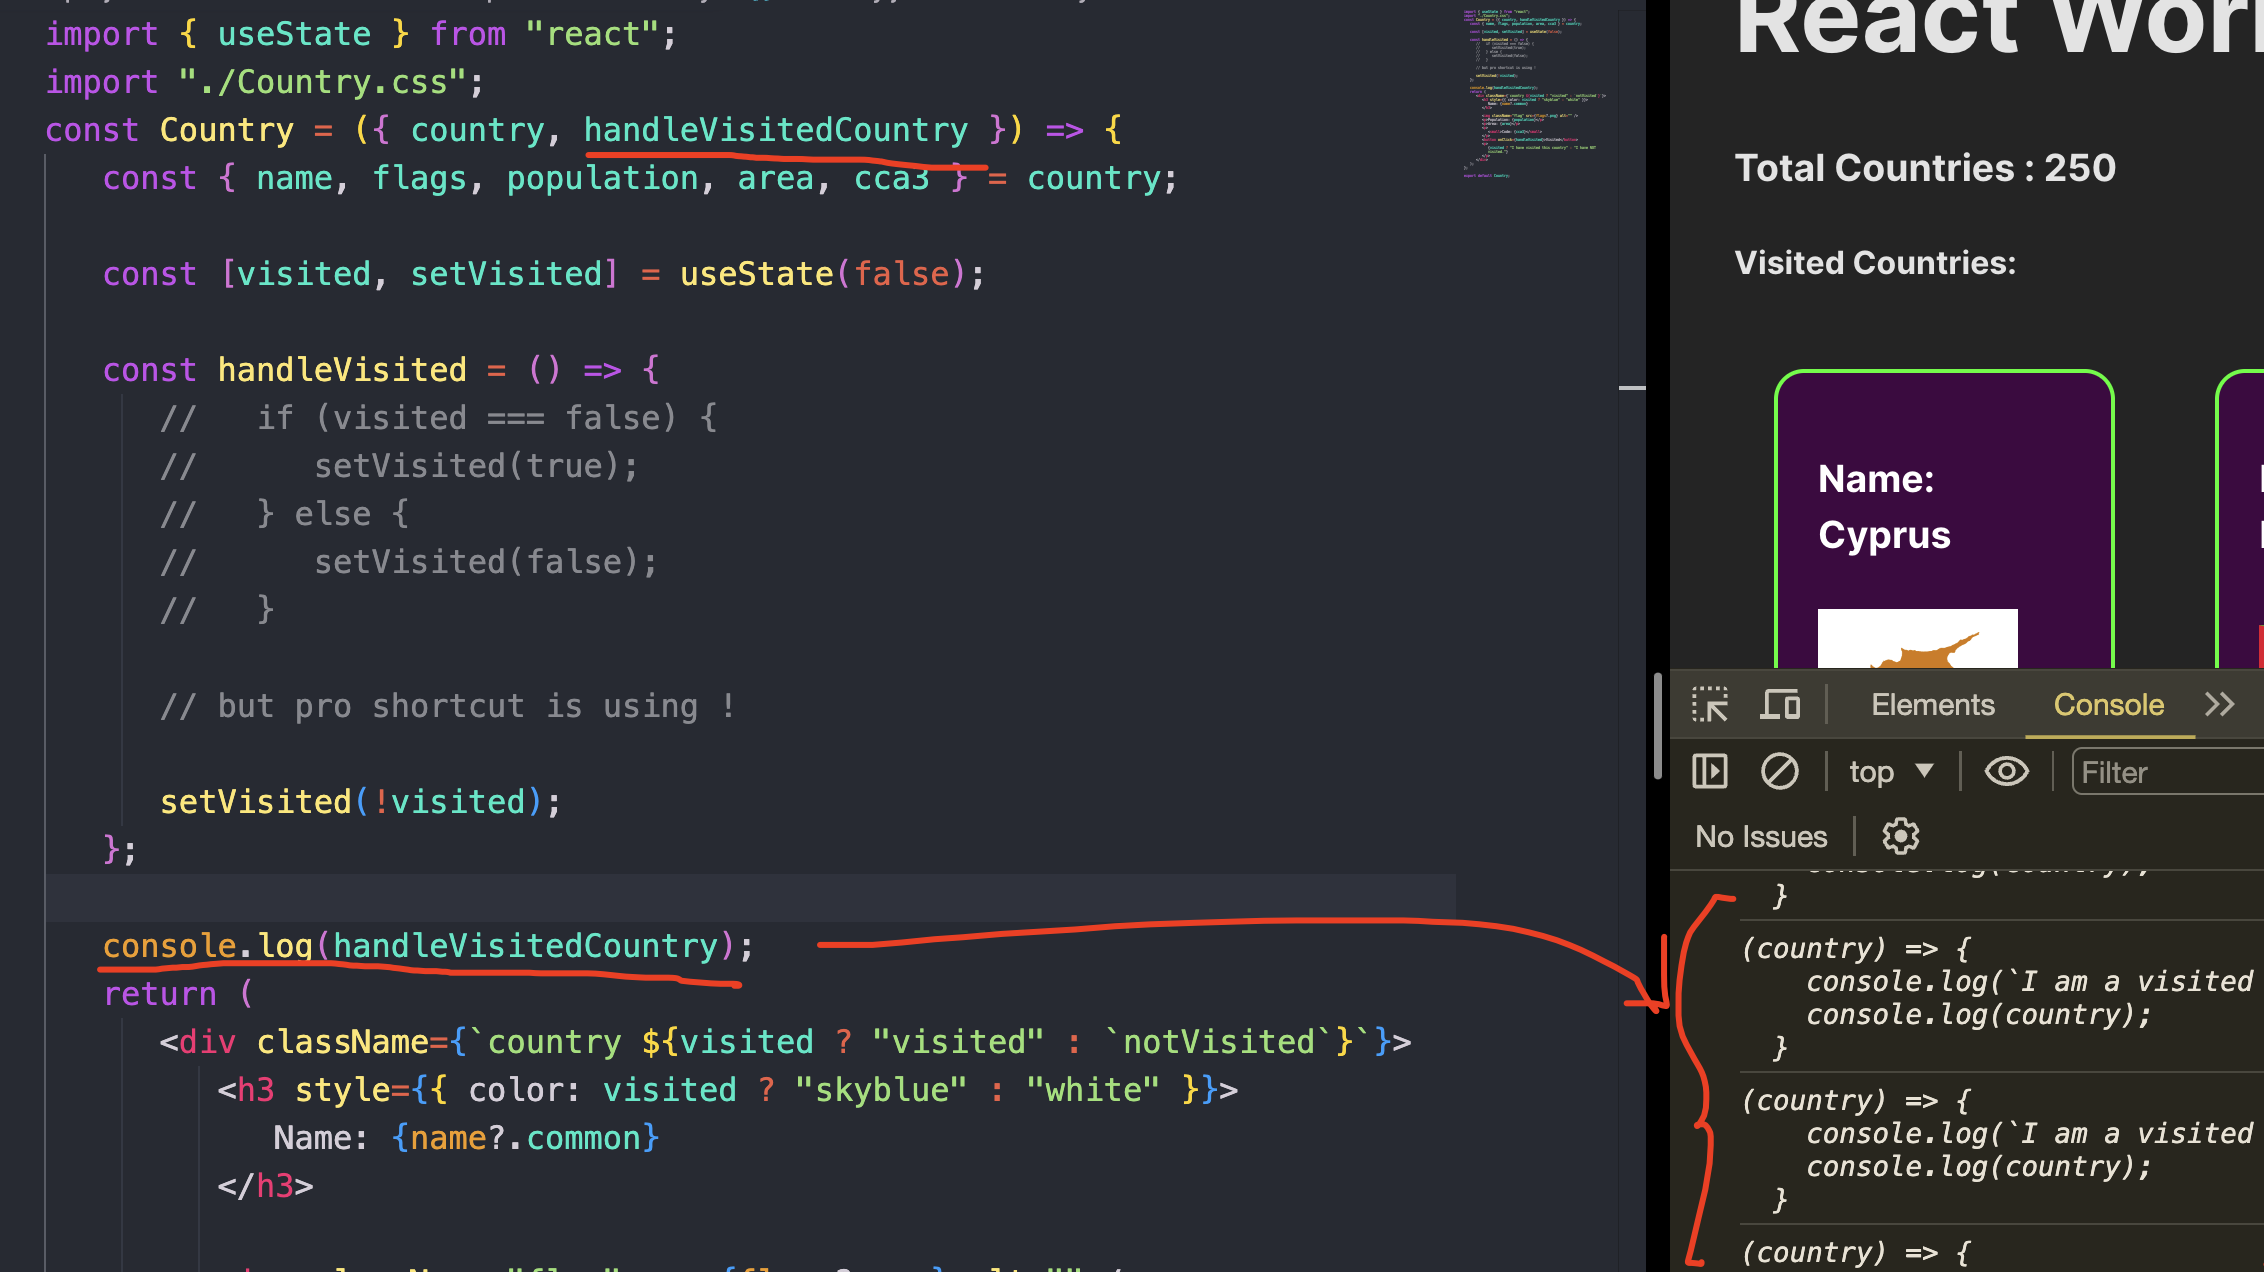 import { useState } from "react";
import "./Country.css";
const Country = ({ country, handleVisitedCountry }) => {
const { name, flags, population, area, cca3 } = country;
const [visited, setVisited] = useState(false);
const handleVisited = () => {
// if (visited === false) {
// setVisited(true);
// } else {
// setVisited(false);
// }
// but pro shortcut is using !
setVisited(!visited);
};
console.log(handleVisitedCountry);
return (
<div className={`country ${visited ? "visited" : `notVisited`}`}>
<h3 style={{ color: visited ? "skyblue" : "white" }}>
Name: {name?.common}
</h3>
React Wor
Total Countries : 250
Visited Countries:
Name:
Cyprus
Elements
Console
top
Filter
No Issues
console.log(country);
}
(country) => {
console.log(`I am a visited
console.log(country);
}
(country) => {
console.log(`I am a visited
console.log(country);
}
(country) => {